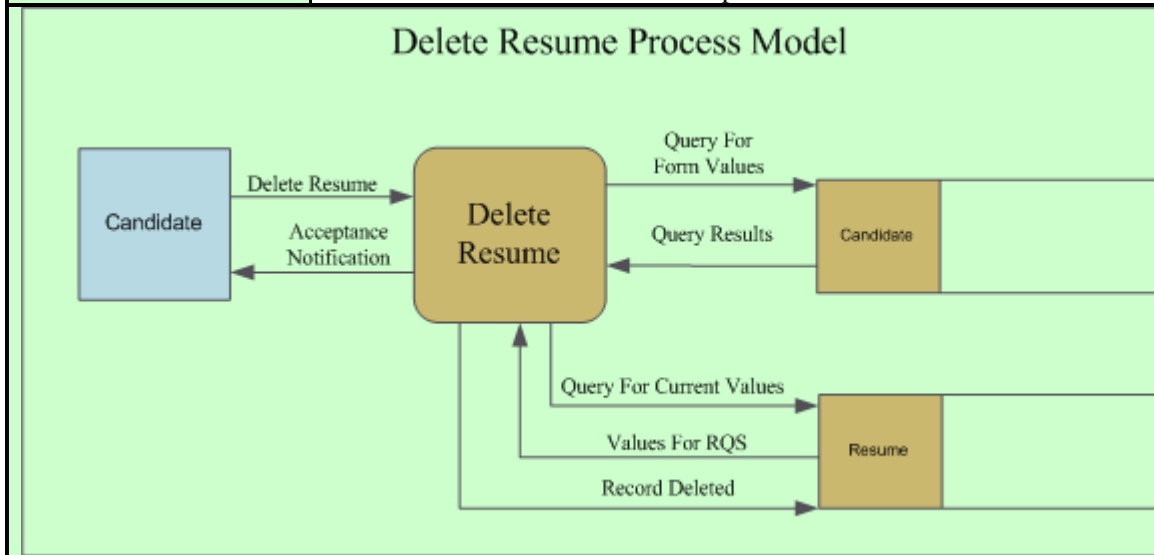 Delete Resume Process Model
Query For
Form Values
Delete Resume
Candidate
Acceptance
Notification
Delete
Resume
Query Results
Candidate
Query For Current Values
Values For RQS
Resume
Record Deleted